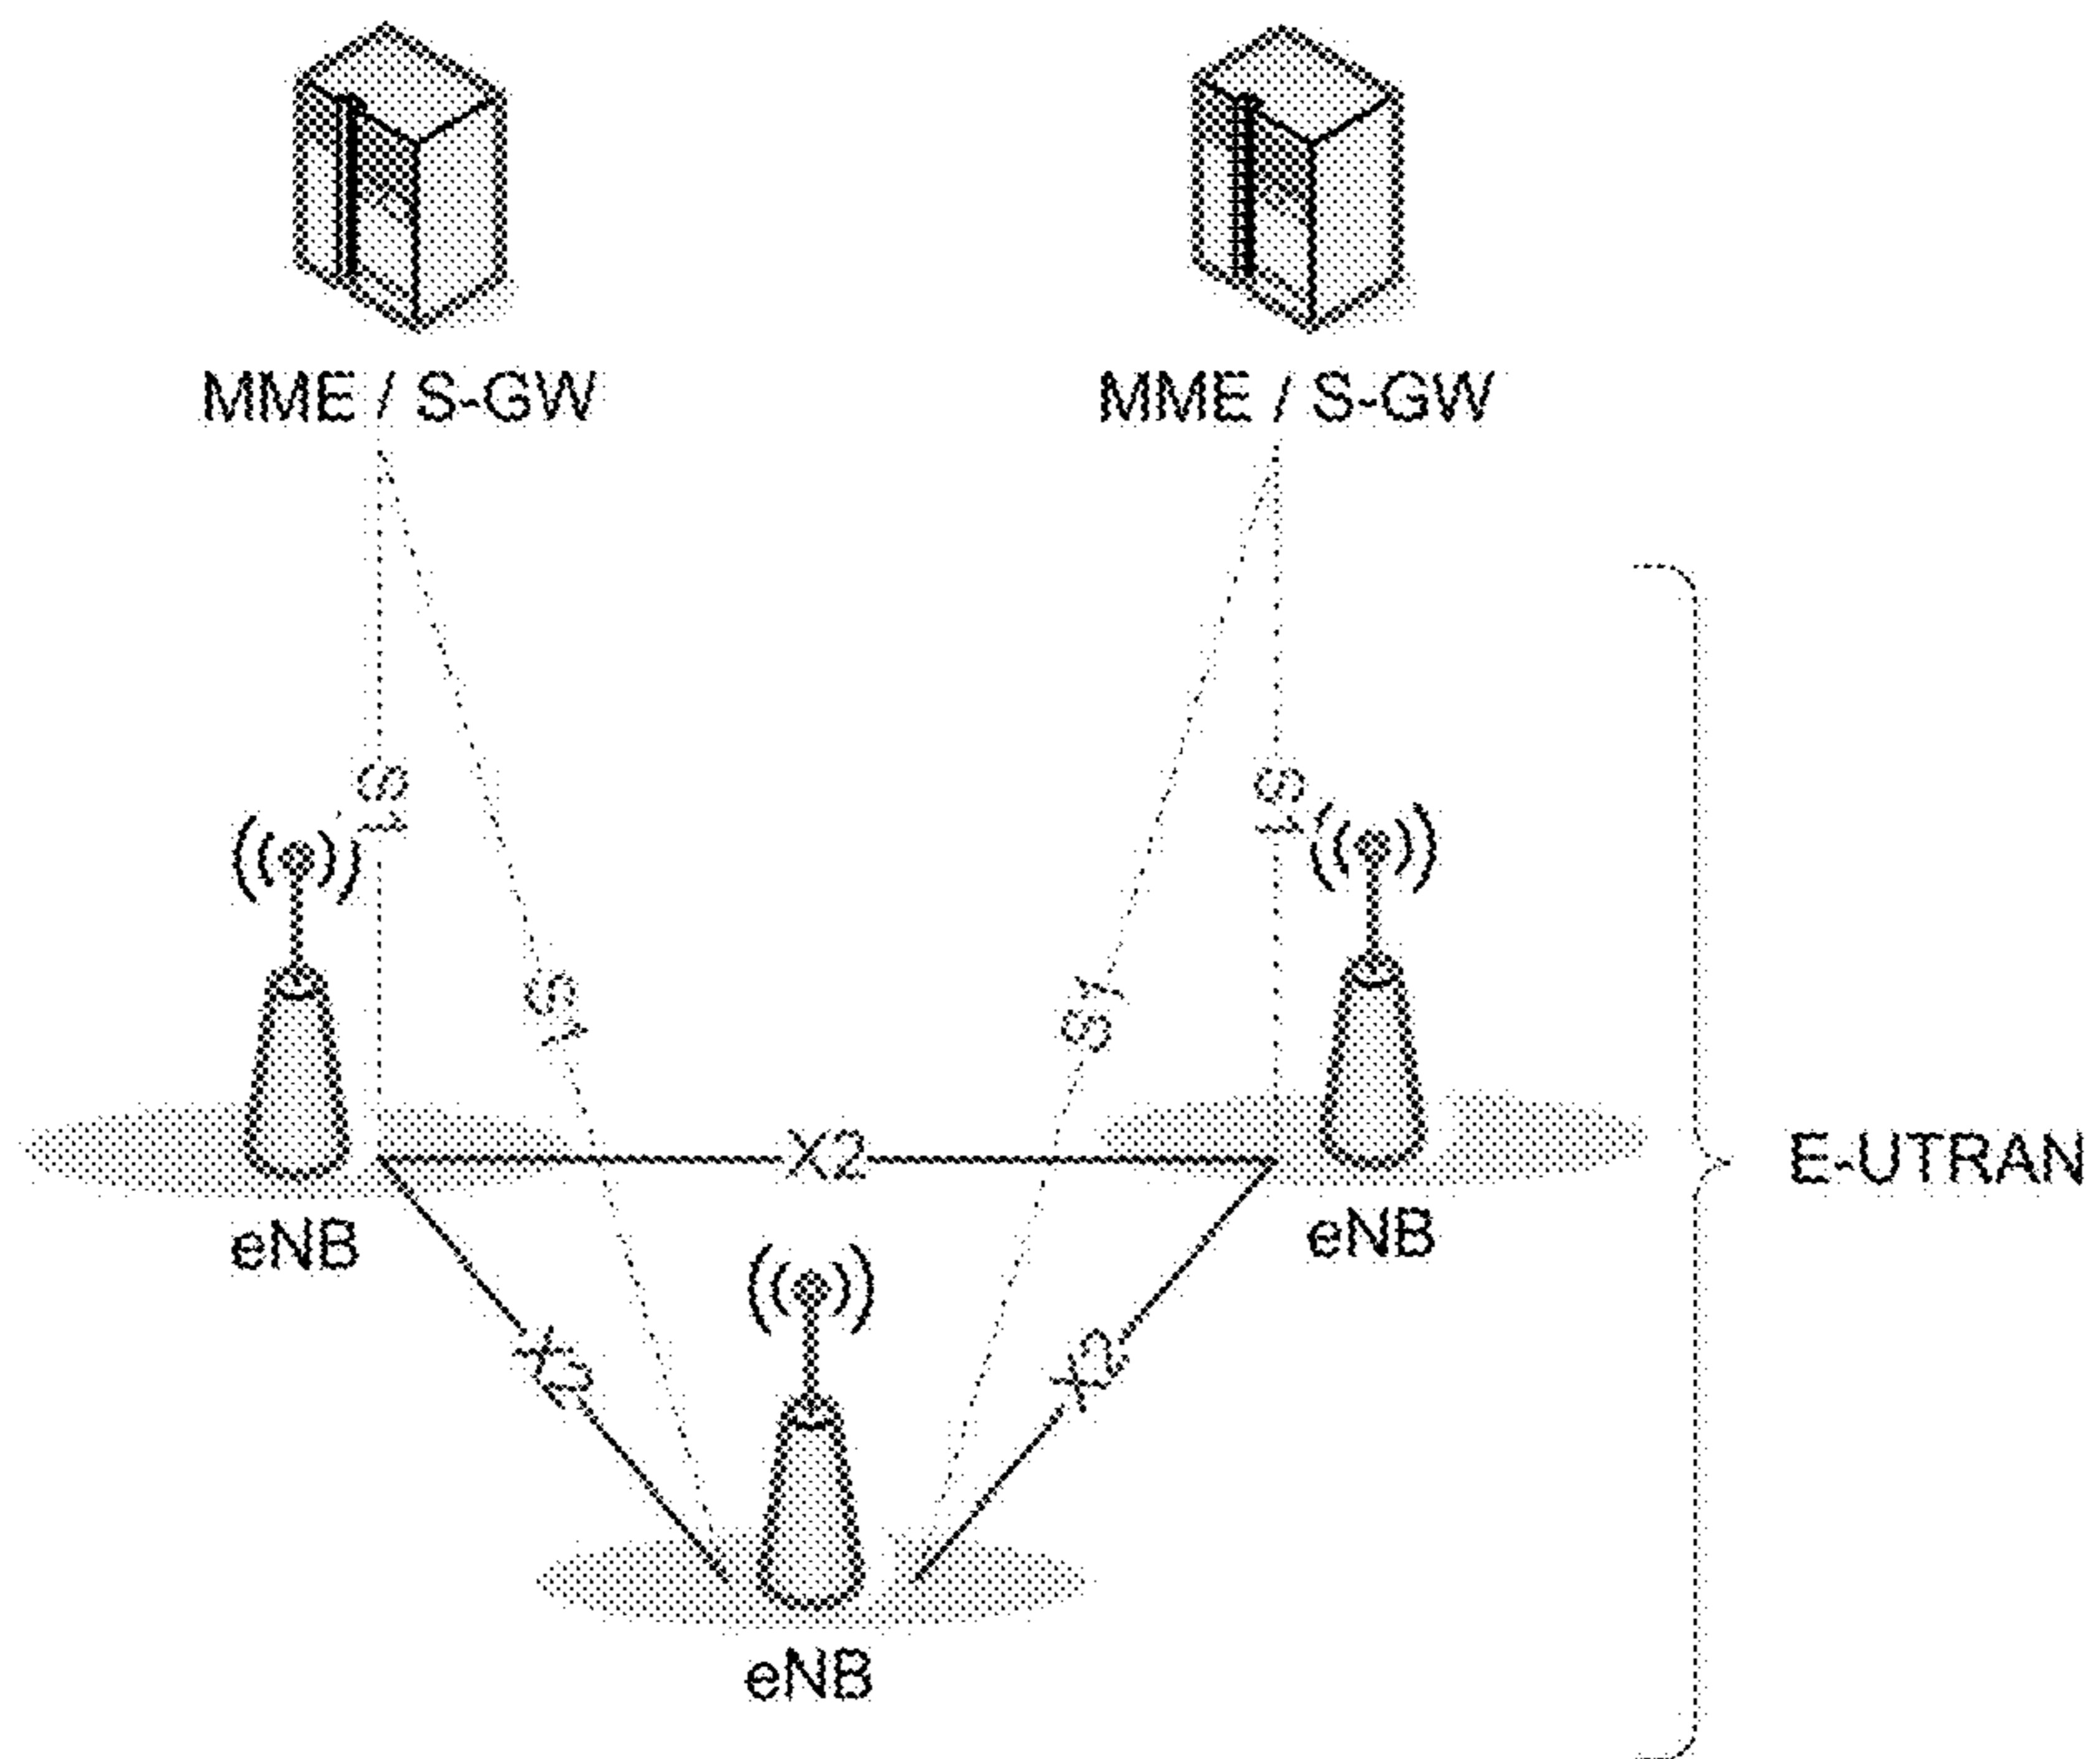 MME / S-GW
MME / S-GW
S1
S1
S1
S1
X2
E-UTRAN
eNB
eNB
X2
X2
eNB